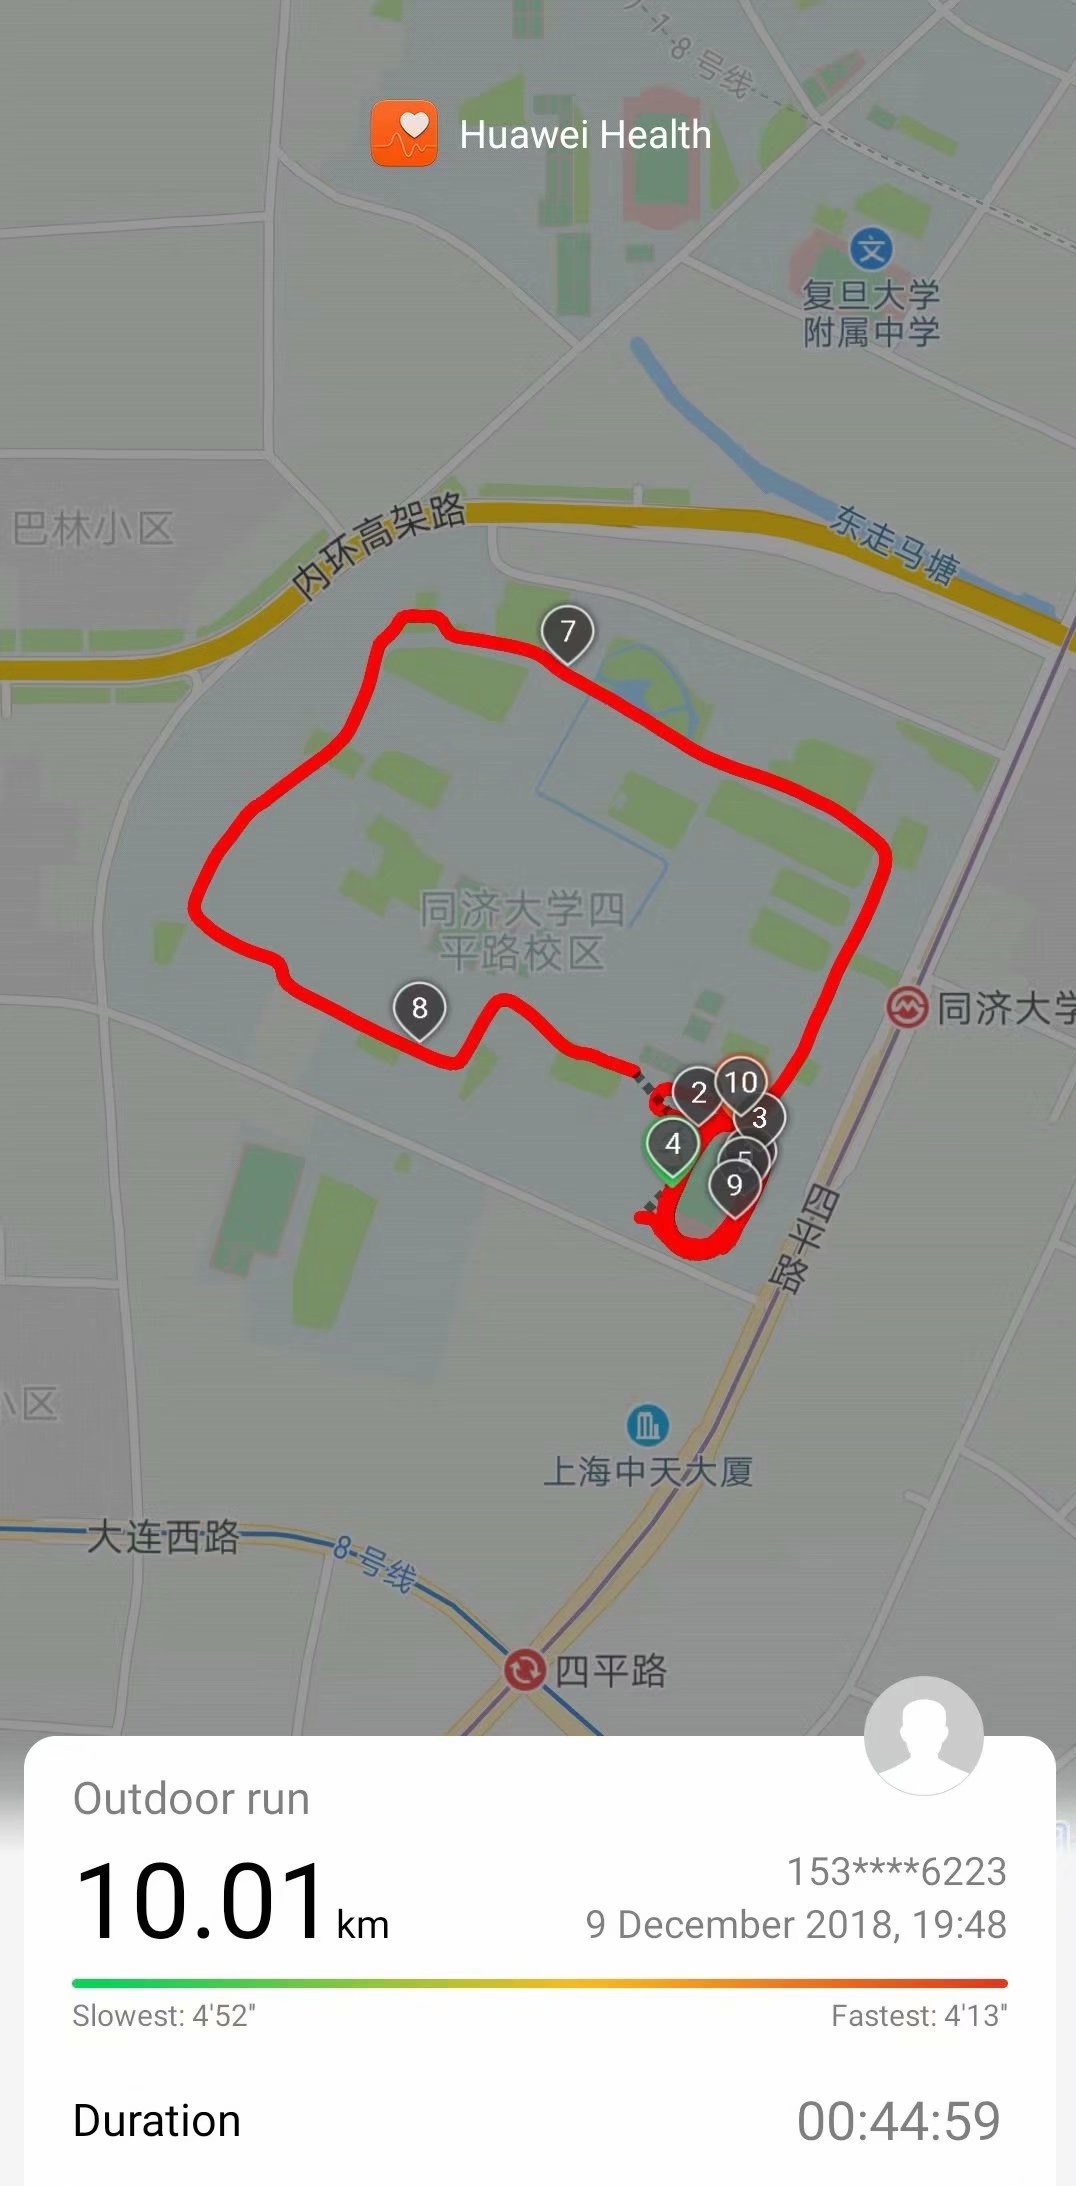 7-8号线
Huawei Health
复旦大学
附属中学
巴林小区
内环高架路
东走马塘
7
同济大学四
平路校区
8
同济大学
2
10
3
4
5
9
四平路
小区
上海中天大厦
大连西路
8号线
四平路
Outdoor run
10.01 km
153****6223
9 December 2018, 19:48
Slowest: 4'52"
Fastest: 4'13"
Duration
00:44:59